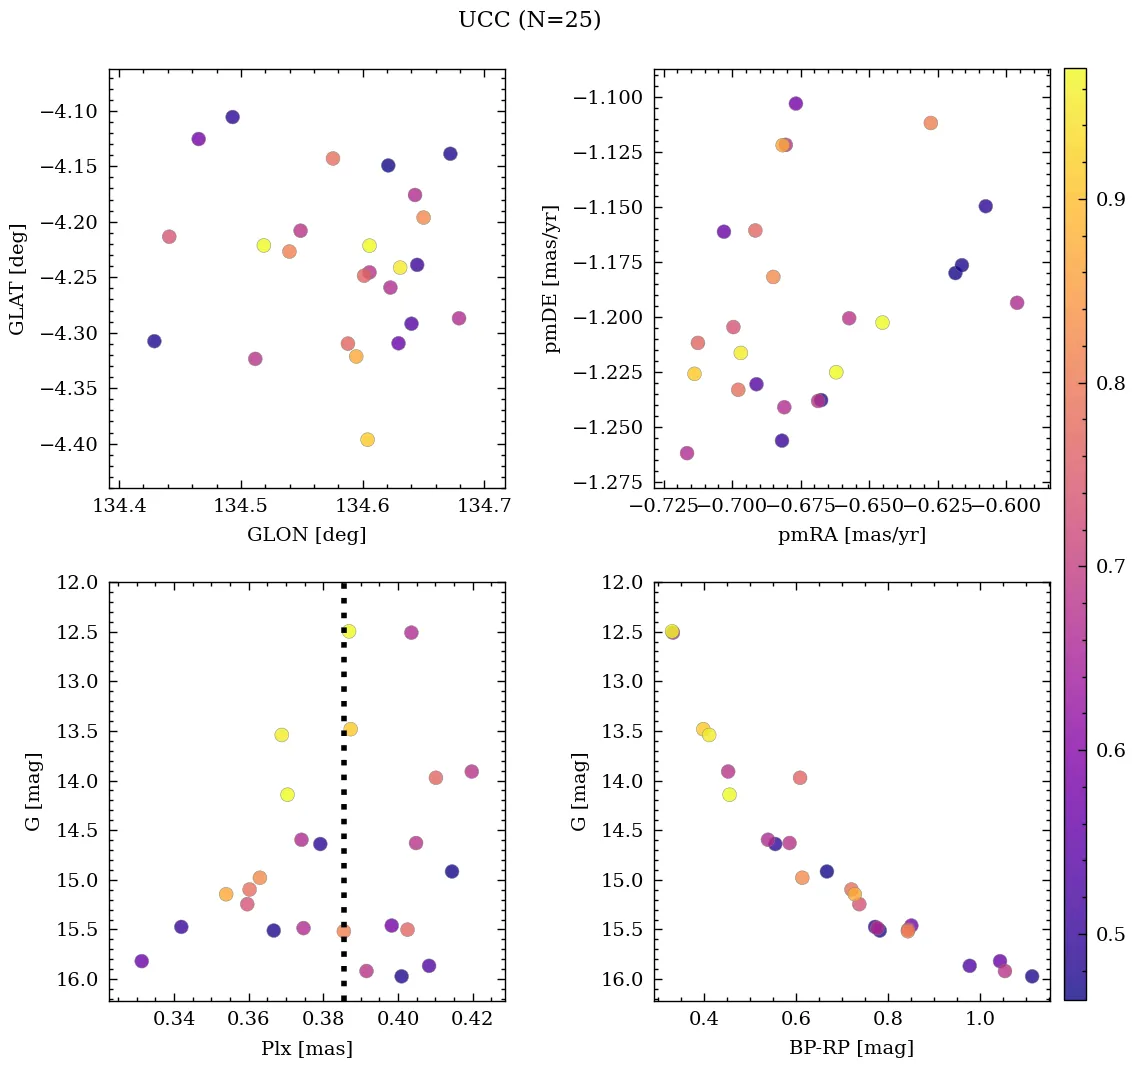 UCC (N=25)
−4.10
−4.15
−4.20
−4.25
−4.30
−4.35
−4.40
GLAT [deg]
134.4 134.5 134.6 134.7
GLON [deg]
−1.100
−1.125
−1.150
−1.175
−1.200
−1.225
−1.250
−1.275
pmDE [mas/yr]
−0.725 −0.700 −0.675 −0.650 −0.625 −0.600
pmRA [mas/yr]
12.0
12.5
13.0
13.5
14.0
14.5
15.0
15.5
16.0
G [mag]
0.34 0.36 0.38 0.40 0.42
Plx [mas]
12.0
12.5
13.0
13.5
14.0
14.5
15.0
15.5
16.0
G [mag]
0.4 0.6 0.8 1.0
BP-RP [mag]
0.9
0.8
0.7
0.6
0.5